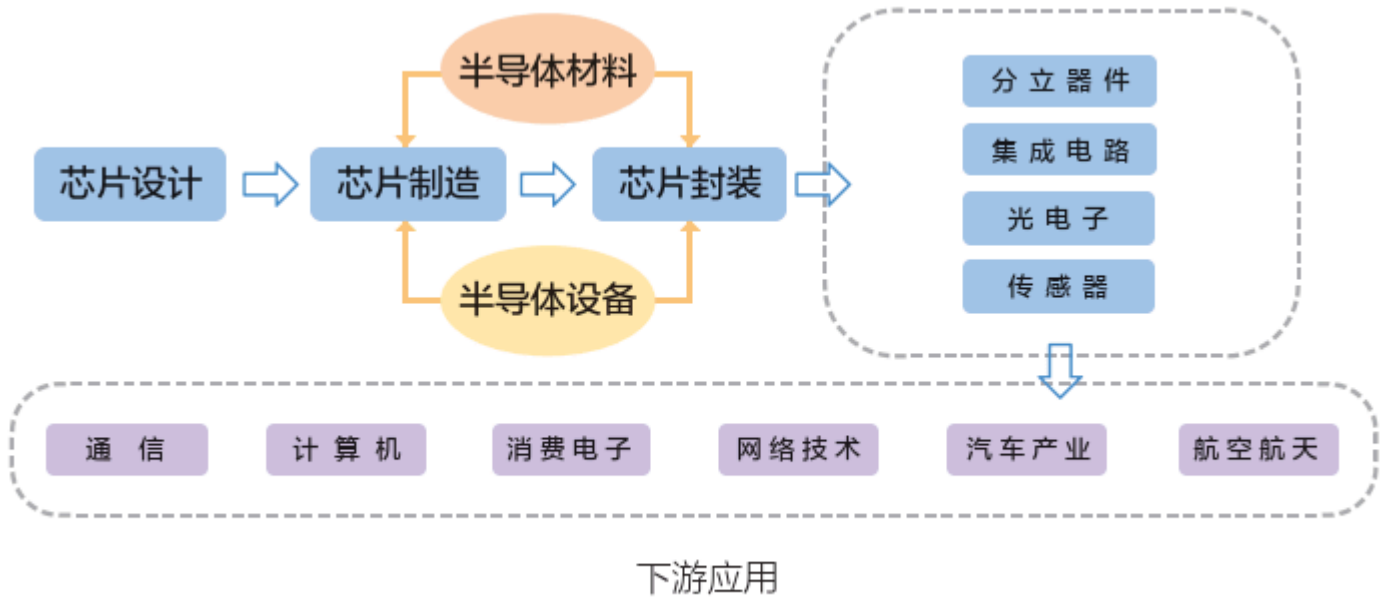 半导体材料
芯片设计
芯片制造
芯片封装
半导体设备
分立器件
集成电路
光电子
传感器
通信
计算机
消费电子
网络技术
汽车产业
航空航天
下游应用